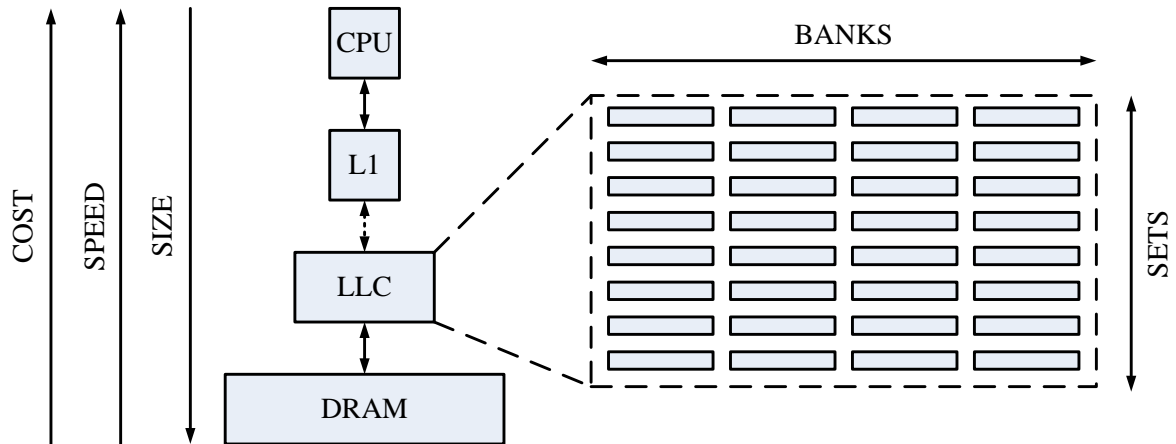 COST
SPEED
SIZE
CPU
L1
LLC
DRAM
BANKS
SETS